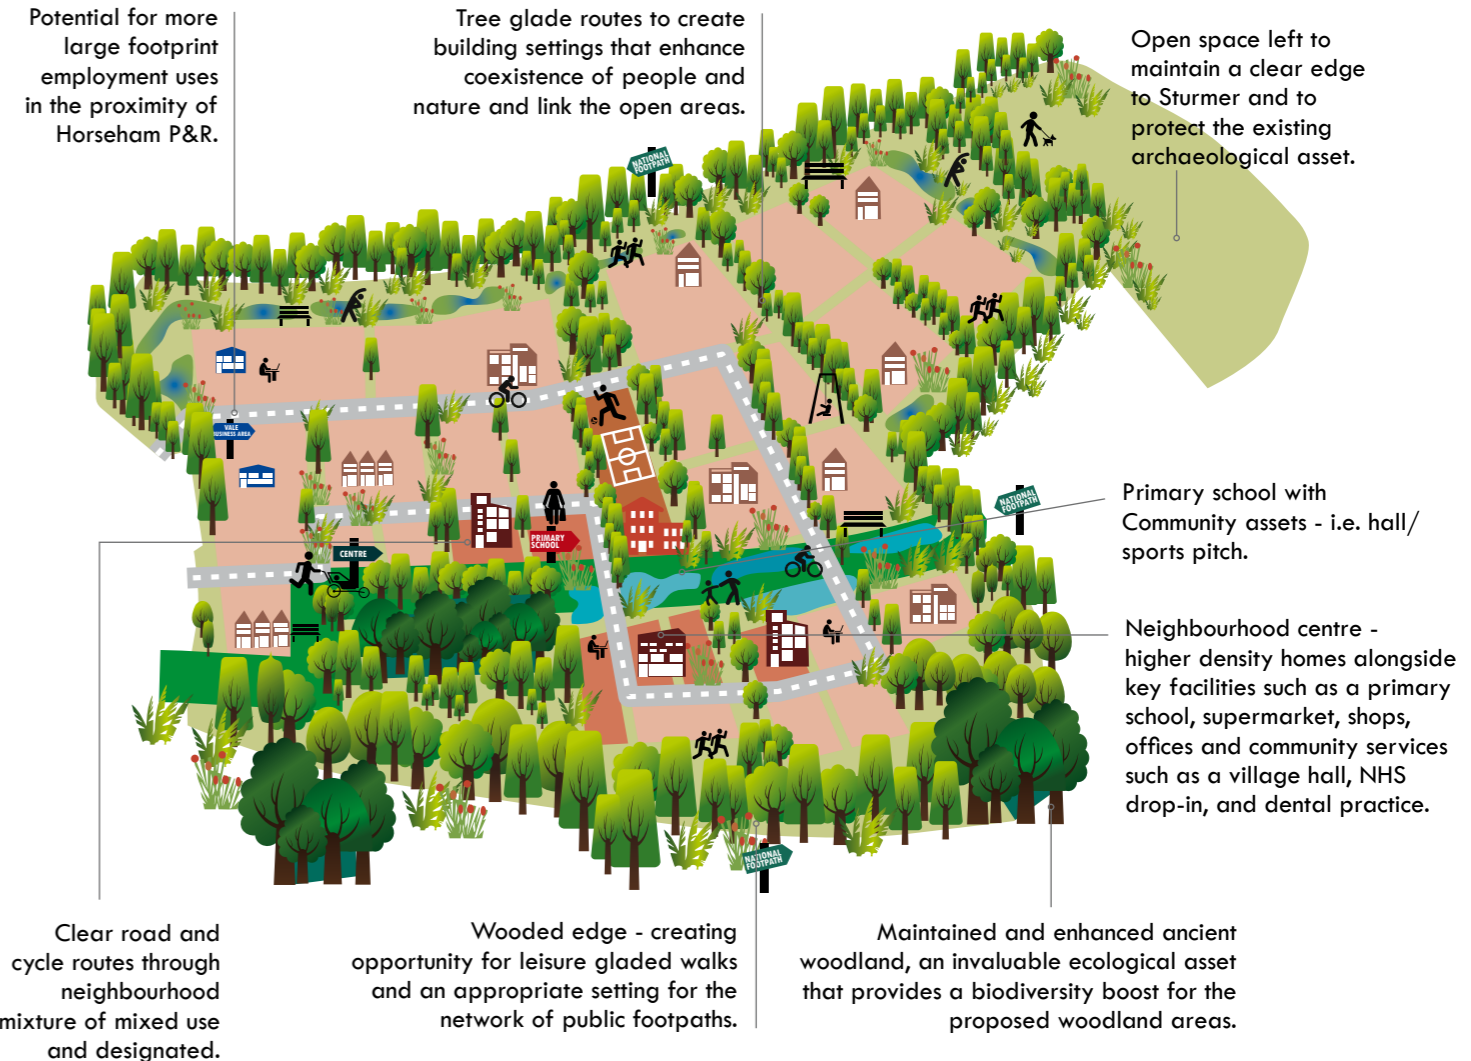 Potential for more
large footprint
employment uses
in the proximity of
Horseham P&R.
Tree glade routes to create
building settings that enhance
coexistence of people and
nature and link the open areas.
Open space left to
maintain a clear edge
to Sturmer and to
protect the existing
archaeological asset.
NATIONAL
FOOTPATH
VALE
BUSINESS AREA
CENTRE
PRIMARY
SCHOOL
NATIONAL
FOOTPATH
Primary school with
Community assets - i.e. hall/
sports pitch.
Neighbourhood centre -
higher density homes alongside
key facilities such as a primary
school, supermarket, shops,
offices and community services
such as a village hall, NHS
drop-in, and dental practice.
NATIONAL
FOOTPATH
Clear road and
cycle routes through
neighbourhood
mixture of mixed use
and designated.
Wooded edge - creating
opportunity for leisure gladed walks
and an appropriate setting for the
network of public footpaths.
Maintained and enhanced ancient
woodland, an invaluable ecological asset
that provides a biodiversity boost for the
proposed woodland areas.